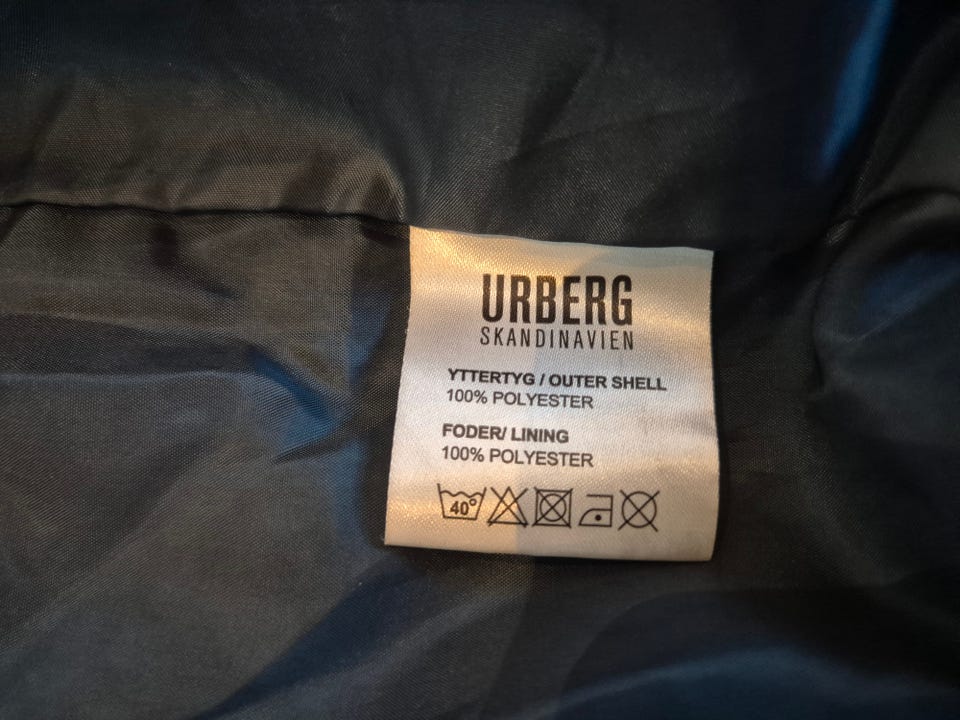 URBERG
SKANDINAVIEN
YTTERTYG / OUTER SHELL
100% POLYESTER
FODER/ LINING
100% POLYESTER
40°